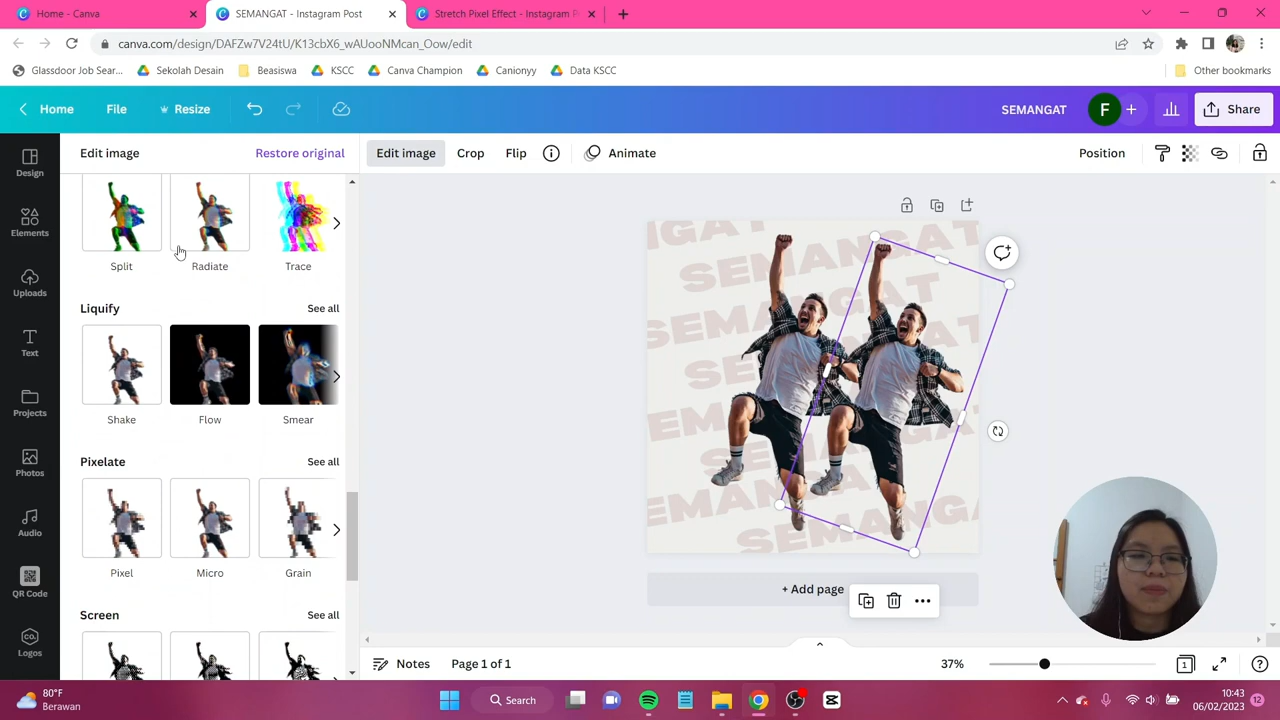 Home - Canva
SEMANGAT - Instagram Post
Stretch Pixel Effect - Instagram P
canva.com/design/DAFZw7V24tU/K13cbX6_wAUooNMcan_Oow/edit
Glassdoor Job Sear...
Sekolah Desain
Beasiswa
KSCC
Canva Champion
Canionyy
Data KSCC
Other bookmarks
Home
File
Resize
SEMANGAT
F
Share
Design
Elements
Uploads
Text
Projects
Photos
Audio
QR Code
Logos
CO.
Edit image
Restore original
Edit image
Crop
Flip
Animate
Position
Split
Radiate
Trace
Liquify
See all
Shake
Flow
Smear
Pixelate
See all
Pixel
Micro
Grain
Screen
See all
SEMANGAT
+ Add page
Notes
Page 1 of 1
37%
1
80°F
Berawan
Search
10:43
06/02/2023
12